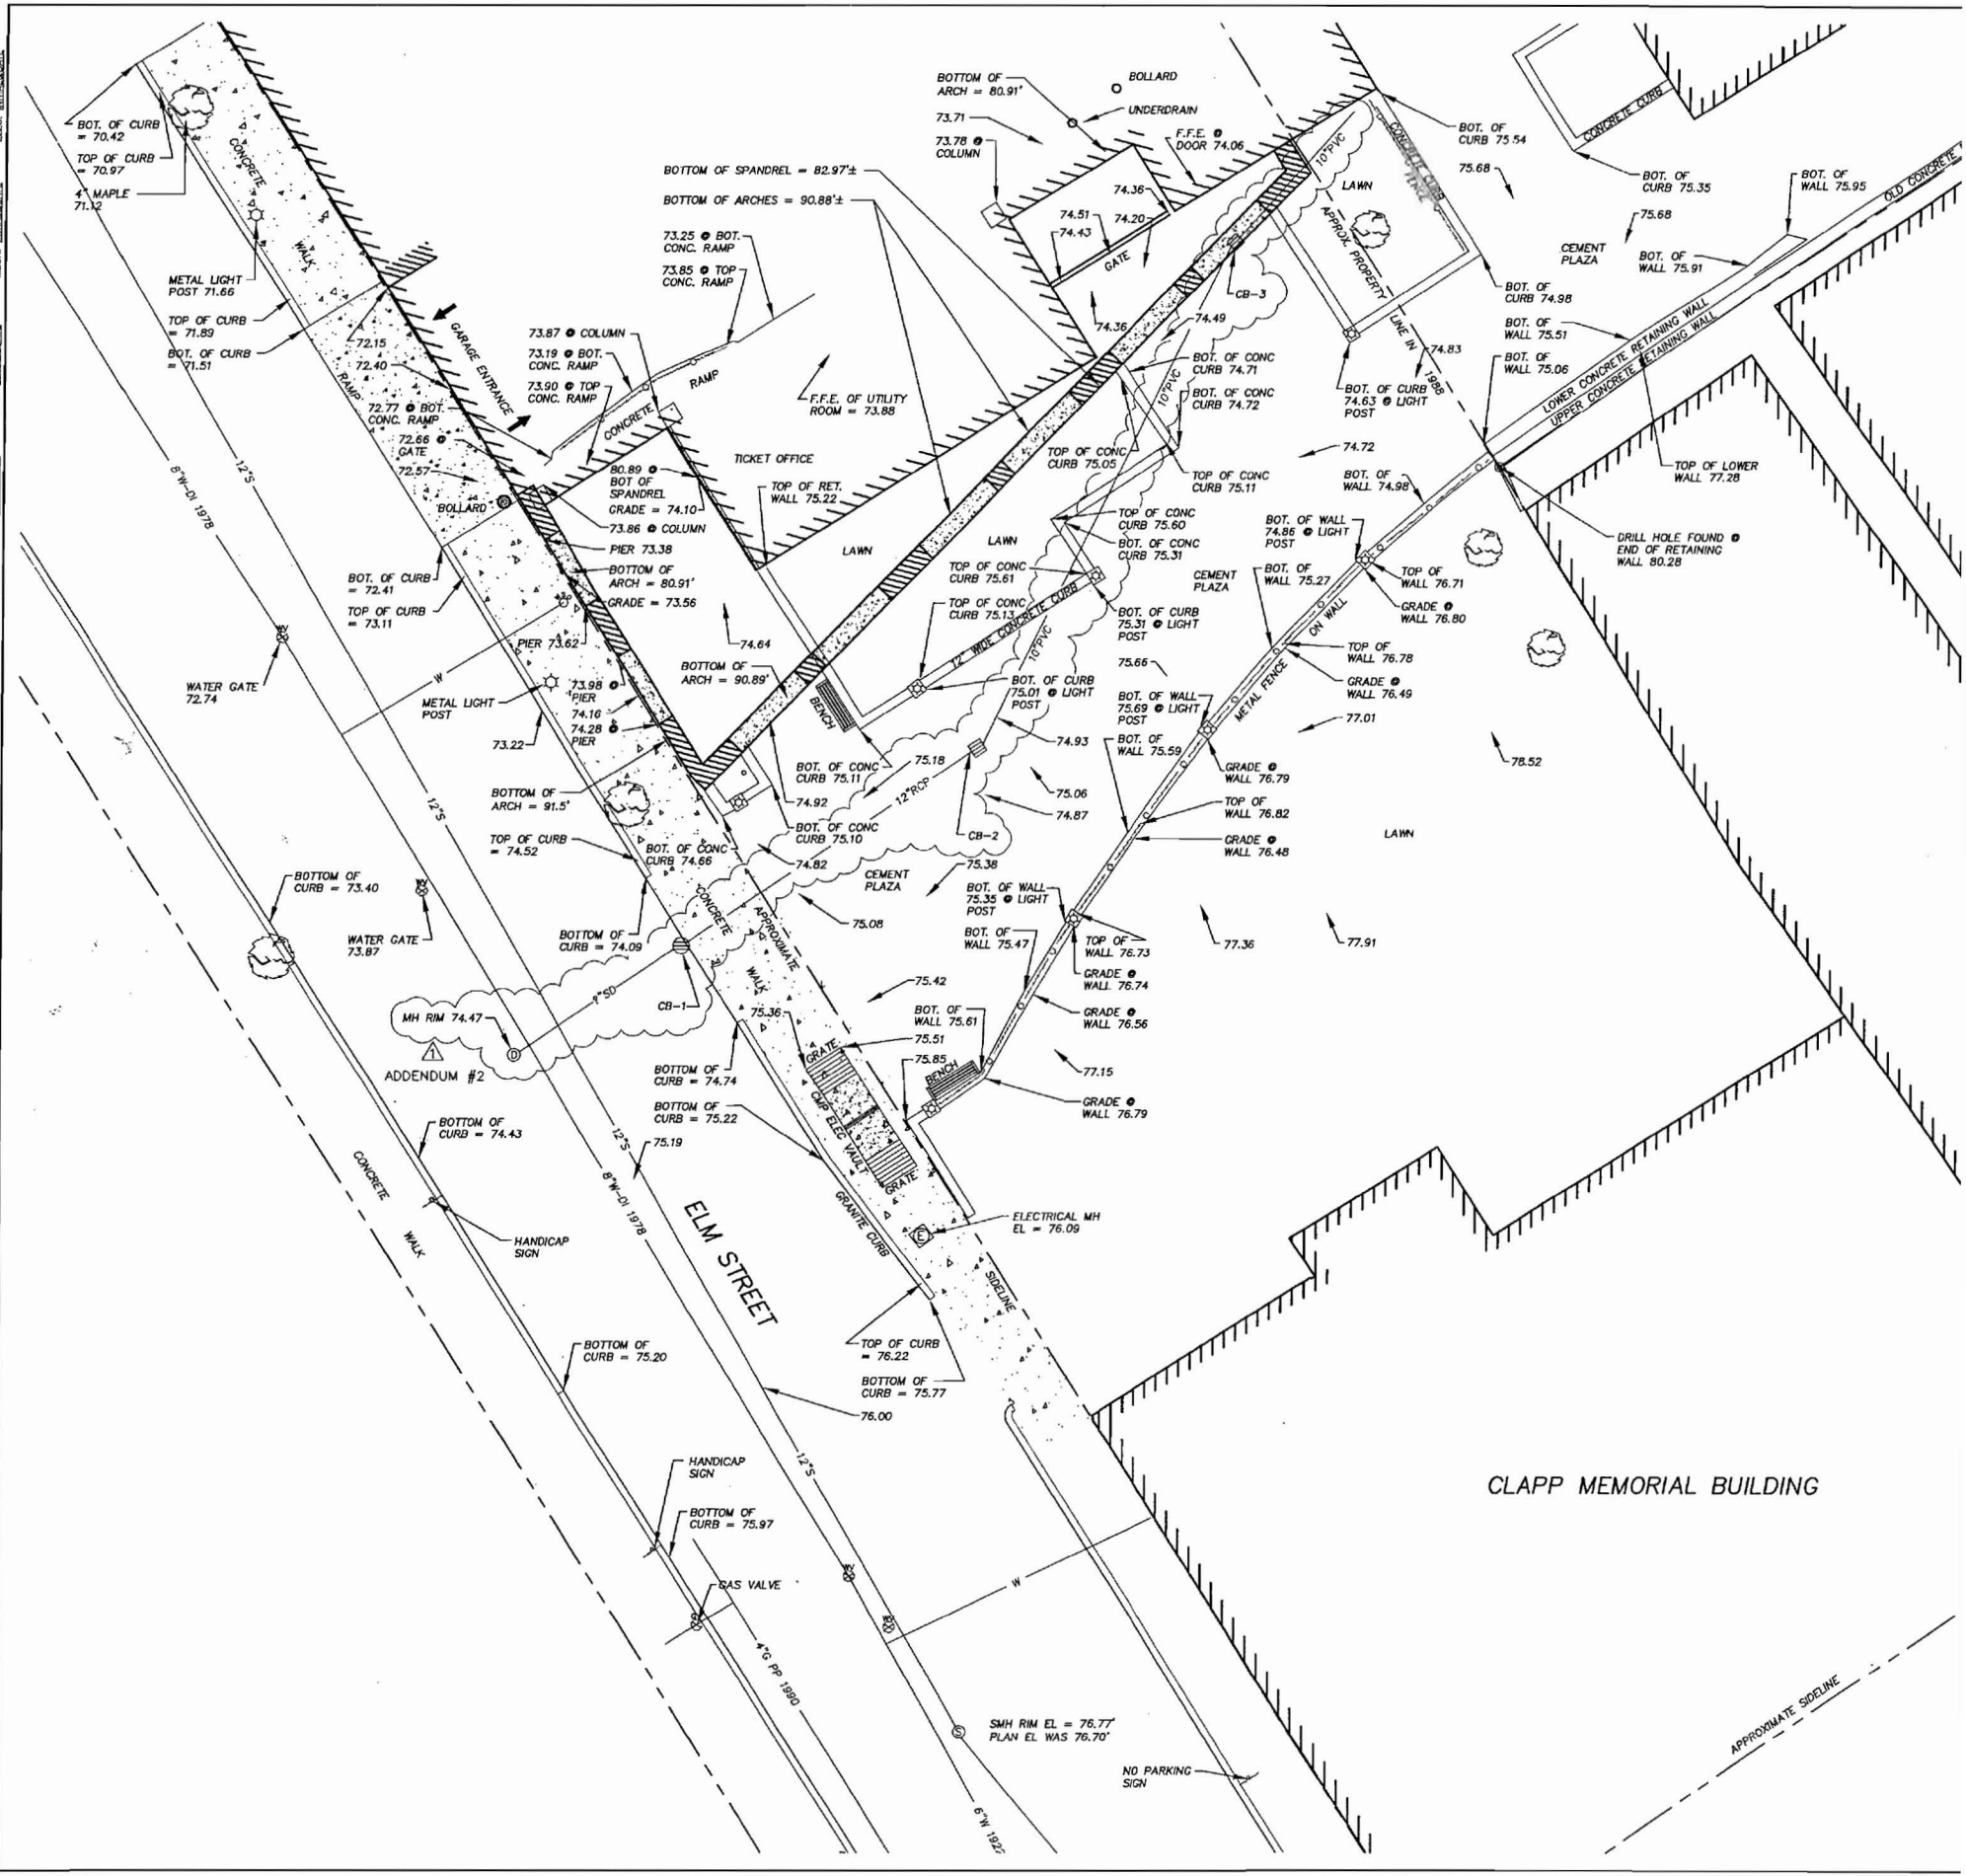 BOT. OF CURB
= 70.42
TOP OF CURB
= 70.97
4" MAPLE
71.12
CONCRETE
WALK
METAL LIGHT
POST 71.66
TOP OF CURB
= 71.89
BOT. OF CURB
= 71.51
RAMP
72.15
72.40
GARAGE ENTRANCE
72.77 @ BOT.
CONC. RAMP
72.66 @
GATE
72.57
BOLLARD
BOTTOM OF
ARCH = 80.91'
BOLLARD
UNDERDRAIN
73.71
73.78 @
COLUMN
F.F.E. @
DOOR 74.06
BOTTOM OF SPANDREL = 82.97'±
BOTTOM OF ARCHES = 90.88'±
73.25 @ BOT.
CONC. RAMP
73.85 @ TOP
CONC. RAMP
74.36
74.51
74.20
74.43
GATE
74.36
74.49
CB-3
10"PVC
LAWN
APPROX. PROPERTY
LINE IN
1988
CONCRETE CURB
BOT. OF
CURB 75.54
75.68
CONCRETE CURB
BOT. OF
CURB 75.35
BOT. OF
WALL 75.95
OLD CONCRETE
75.68
CEMENT
PLAZA
BOT. OF
WALL 75.91
BOT. OF
CURB 74.98
BOT. OF
WALL 75.51
BOT. OF
WALL 75.06
LOWER CONCRETE RETAINING WALL
UPPER CONCRETE RETAINING WALL
74.83
BOT. OF CURB
74.63 @ LIGHT
POST
73.87 @ COLUMN
73.19 @ BOT.
CONC. RAMP
73.90 @ TOP
CONC. RAMP
RAMP
CONCRETE
F.F.E. OF UTILITY
ROOM = 73.88
BOT. OF CONC
CURB 74.71
10"PVC
BOT. OF CONC
CURB 74.72
TICKET OFFICE
80.89 @
BOT OF
SPANDREL
GRADE = 74.10
TOP OF RET.
WALL 75.22
73.86 @ COLUMN
PIER 73.38
BOTTOM OF
ARCH = 80.91'
GRADE = 73.56
TOP OF CONC
CURB 75.05
TOP OF CONC
CURB 75.11
74.72
BOT. OF
WALL 74.98
TOP OF LOWER
WALL 77.28
DRILL HOLE FOUND @
END OF RETAINING
WALL 80.28
TOP OF CONC
CURB 75.60
BOT. OF CONC
CURB 75.31
LAWN
LAWN
TOP OF CONC
CURB 75.61
TOP OF CONC
CURB 75.13
12" WIDE CONCRETE CURB
10"PVC
BOT. OF WALL
74.86 @ LIGHT
POST
CEMENT
PLAZA
BOT. OF
WALL 75.27
TOP OF
WALL 76.71
GRADE @
WALL 76.80
BOT. OF CURB
75.31 @ LIGHT
POST
METAL FENCE
ON WALL
TOP OF
WALL 76.78
GRADE @
WALL 76.49
BOT. OF CURB
= 72.41
TOP OF CURB
= 73.11
PIER 73.62
74.64
BOTTOM OF
ARCH = 90.89'
W
8"W-DI 1978
12"S
WATER GATE
72.74
METAL LIGHT
POST
73.98 @
PIER
74.16
74.28 @
PIER
73.22
BENCH
BOT. OF CURB
75.01 @ LIGHT
POST
75.66
BOT. OF WALL
75.69 @ LIGHT
POST
77.01
78.52
74.93
75.18
BOT. OF
WALL 75.59
GRADE @
WALL 76.79
BOT. OF CONC
CURB 75.11
12"RCP
75.06
74.87
TOP OF
WALL 76.82
GRADE @
WALL 76.48
LAWN
BOTTOM OF
ARCH = 91.5'
74.92
BOT. OF CONC
CURB 75.10
CB-2
TOP OF CURB
= 74.52
BOT. OF CONC
CURB 74.66
74.82
CEMENT
PLAZA
75.38
12"S
BOTTOM OF
CURB = 73.40
WATER GATE
73.87
BOTTOM OF
CURB = 74.09
CONCRETE
WALK
APPROXIMATE
75.08
BOT. OF WALL
75.35 @ LIGHT
POST
BOT. OF
WALL 75.47
TOP OF
WALL 76.73
GRADE @
WALL 76.74
GRADE @
WALL 76.56
77.36
77.91
75.42
CB-1
MH RIM 74.47
D
1
ADDENDUM #2
75.36
BOT. OF
WALL 75.61
75.51
75.85
GRATE
BENCH
77.15
GRADE @
WALL 76.79
BOTTOM OF
CURB = 74.74
BOTTOM OF
CURB = 75.22
CMP ELEC VAULT
GRATE
GRANITE CURB
BOTTOM OF
CURB = 74.43
75.19
12"S
8"W-DI 1978
CONCRETE
WALK
HANDICAP
SIGN
ELM STREET
E
ELECTRICAL MH
EL = 76.09
SIDELINE
BOTTOM OF
CURB = 75.20
TOP OF CURB
= 76.22
BOTTOM OF
CURB = 75.77
76.00
12"S
HANDICAP
SIGN
BOTTOM OF
CURB = 75.97
GAS VALVE
W
4"G PP 1990
CLAPP MEMORIAL BUILDING
S
SMH RIM EL = 76.77'
PLAN EL WAS 76.70'
NO PARKING
SIGN
APPROXIMATE SIDELINE